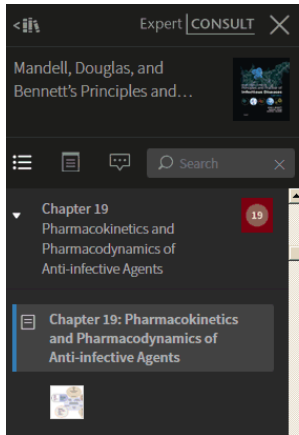 Expert CONSULT
Mandell, Douglas, and
Bennett's Principles and...
Search
Chapter 19
Pharmacokinetics and
Pharmacodynamics of
Anti-infective Agents
19
Chapter 19: Pharmacokinetics
and Pharmacodynamics of
Anti-infective Agents